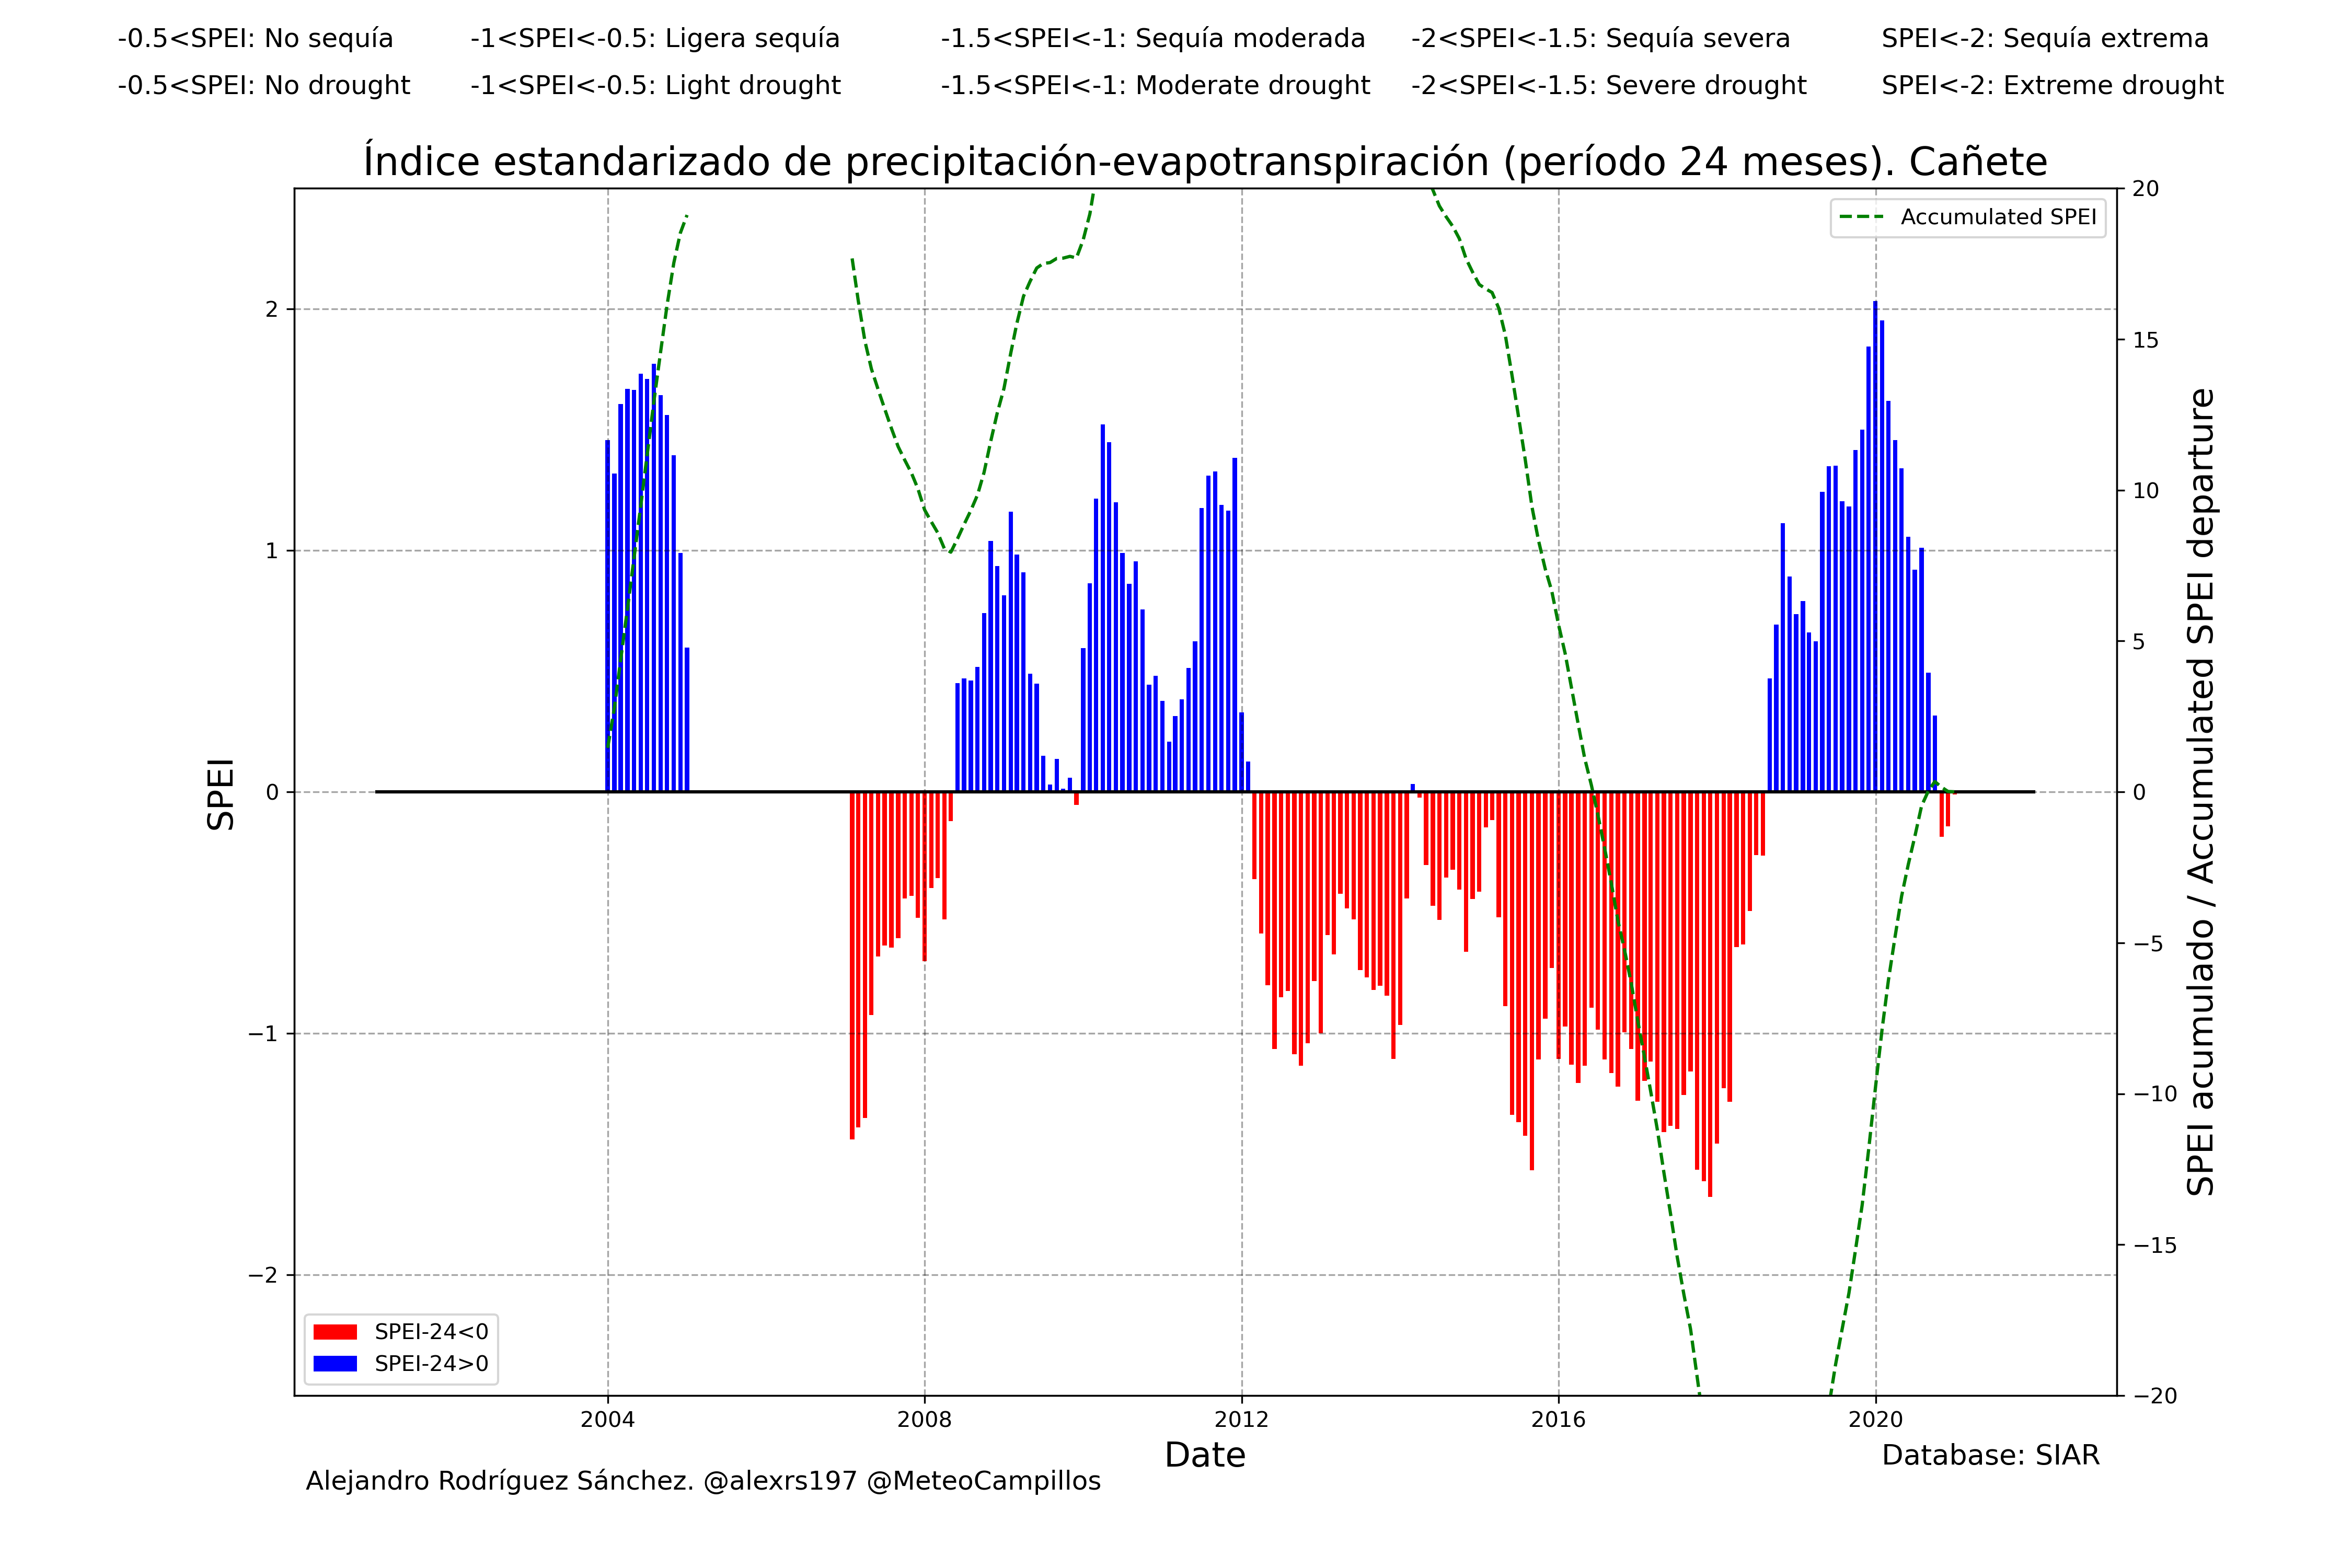 -0.5<SPEI: No sequía -1<SPEI<-0.5: Ligera sequía -1.5<SPEI<-1: Sequía moderada -2<SPEI<-1.5: Sequía severa SPEI<-2: Sequía extrema
-0.5<SPEI: No drought -1<SPEI<-0.5: Light drought -1.5<SPEI<-1: Moderate drought -2<SPEI<-1.5: Severe drought SPEI<-2: Extreme drought
Índice estandarizado de precipitación-evapotranspiración (período 24 meses). Cañete
Accumulated SPEI
SPEI
2
1
0
−1
−2
20
15
10
5
0
−5
−10
−15
−20
SPEI acumulado / Accumulated SPEI departure
SPEI-24<0
SPEI-24>0
2004 2008 2012 2016 2020
Date
Database: SIAR
Alejandro Rodríguez Sánchez. @alexrs197 @MeteoCampillos